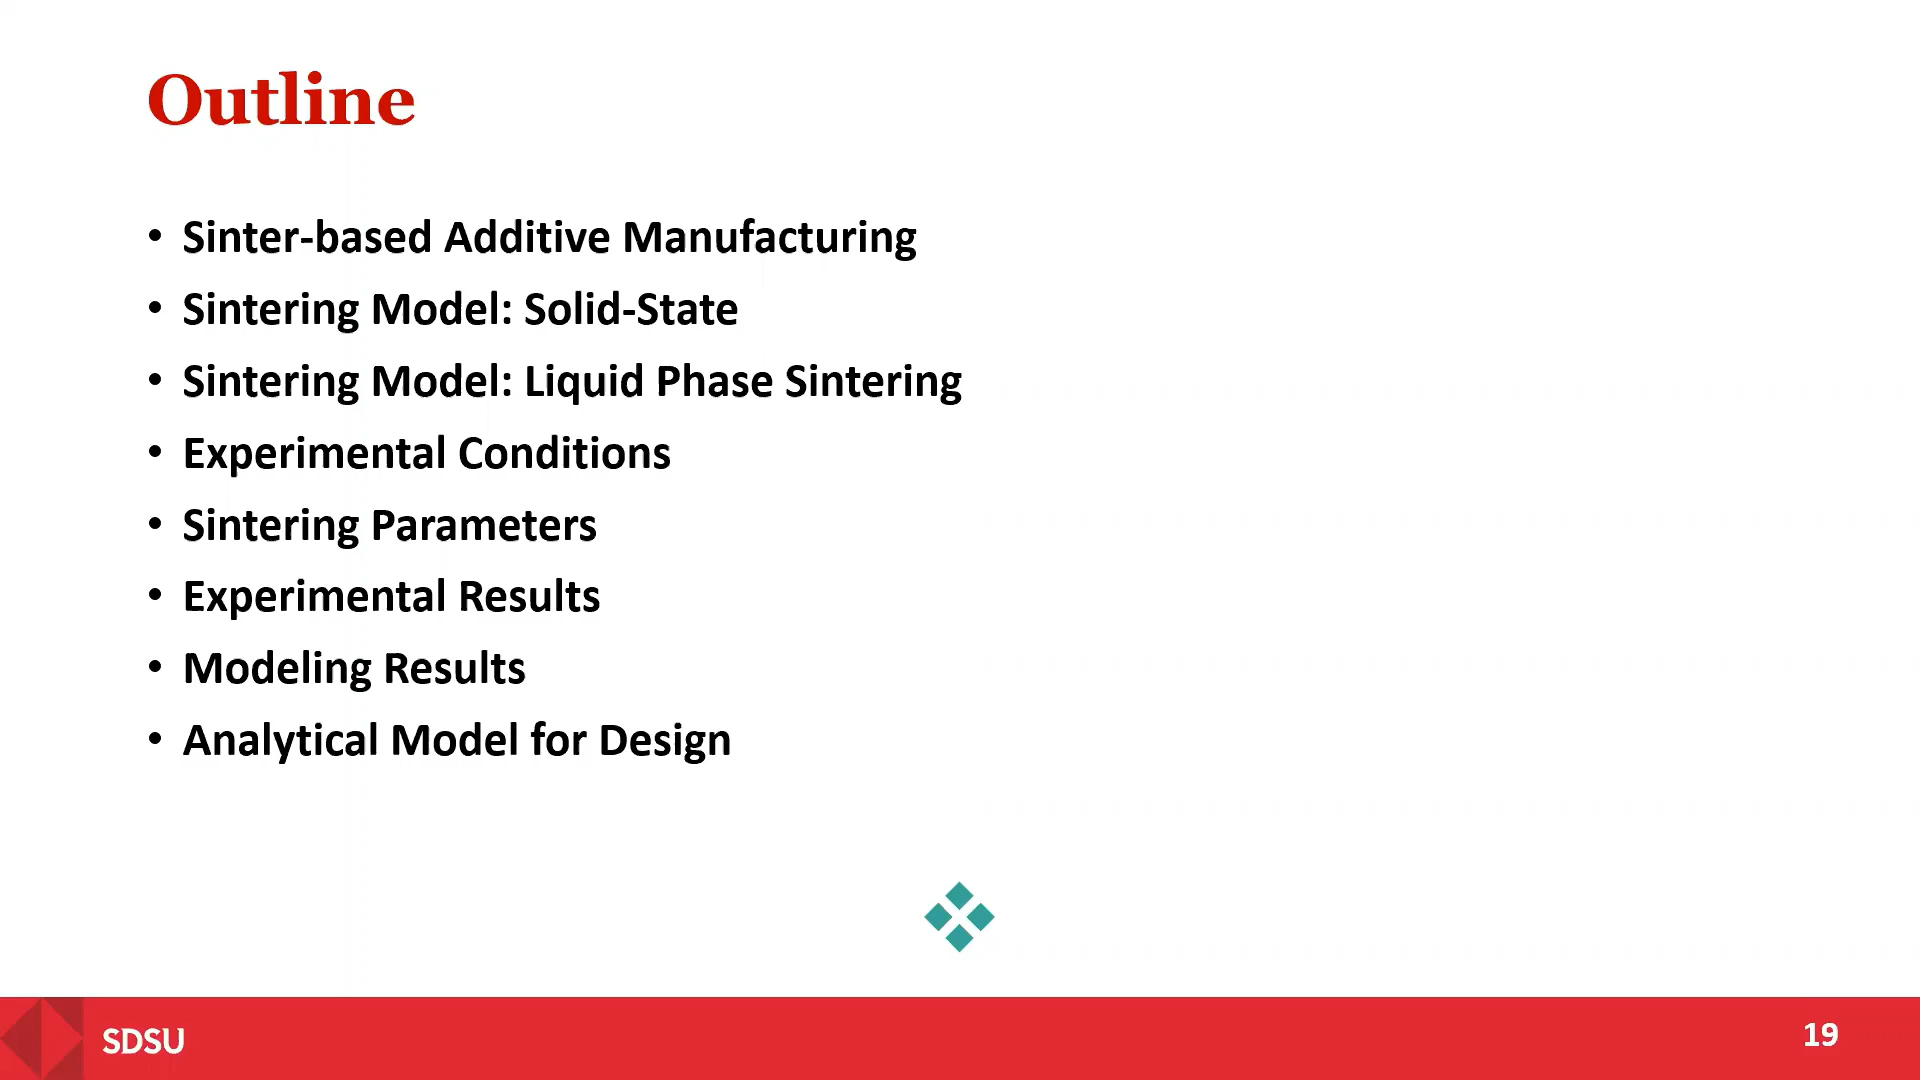 Outline
• Sinter-based Additive Manufacturing
• Sintering Model: Solid-State
• Sintering Model: Liquid Phase Sintering
• Experimental Conditions
• Sintering Parameters
• Experimental Results
• Modeling Results
• Analytical Model for Design
SDSU
19